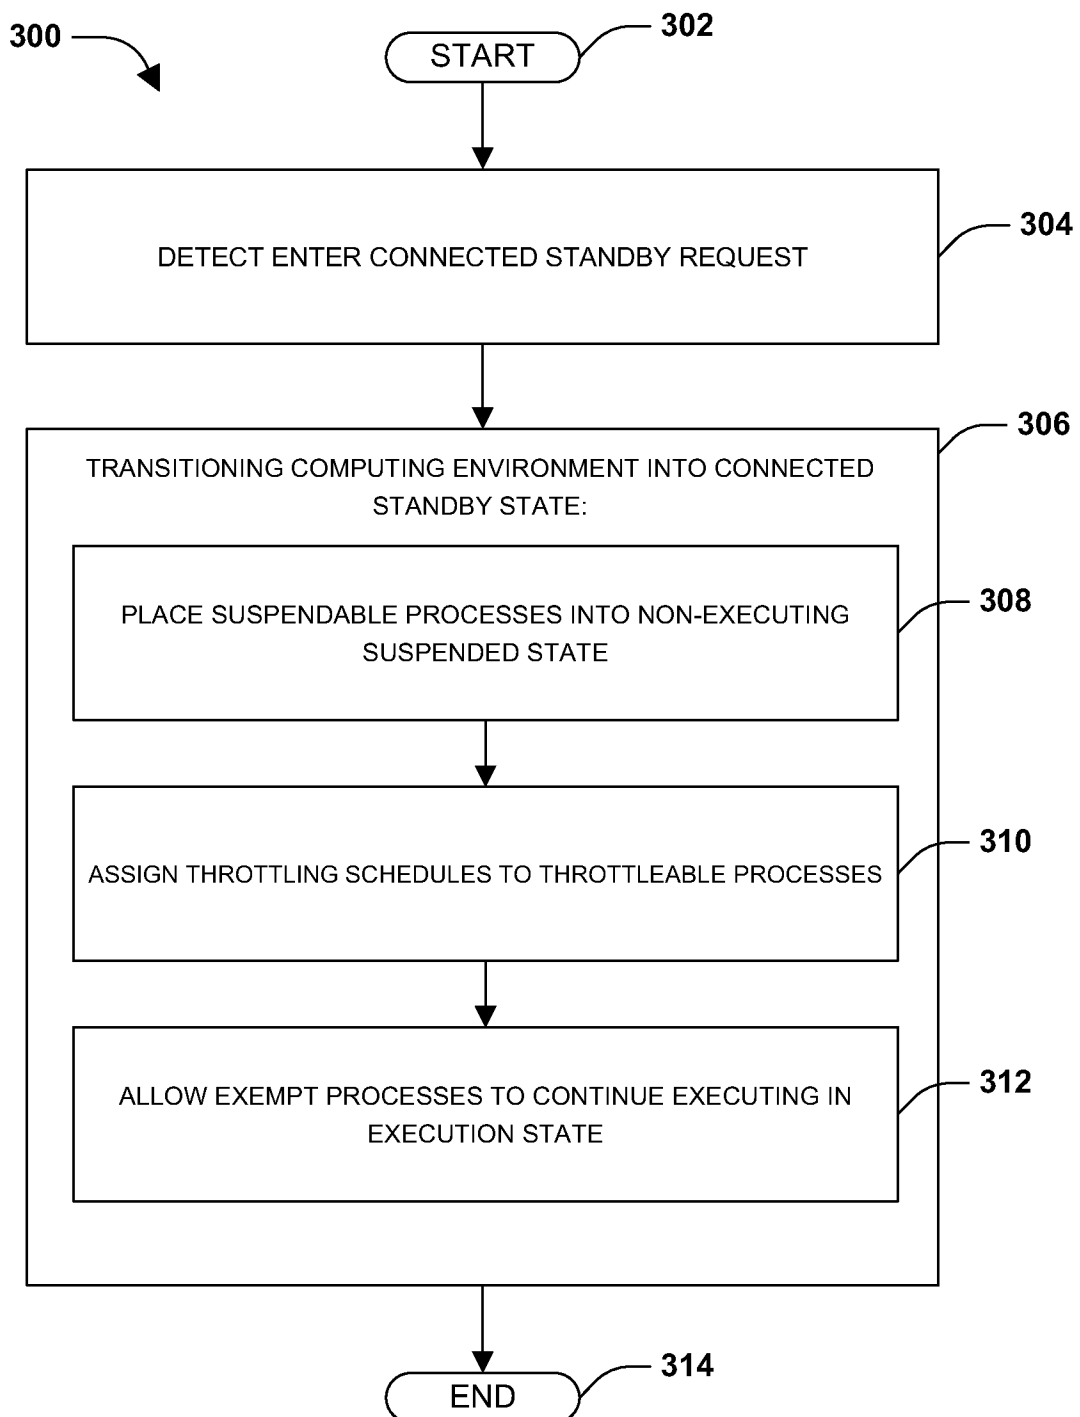 300
START
302
DETECT ENTER CONNECTED STANDBY REQUEST
304
306
TRANSITIONING COMPUTING ENVIRONMENT INTO CONNECTED
STANDBY STATE:
PLACE SUSPENDABLE PROCESSES INTO NON-EXECUTING
SUSPENDED STATE
308
ASSIGN THROTTLING SCHEDULES TO THROTTLEABLE PROCESSES
310
ALLOW EXEMPT PROCESSES TO CONTINUE EXECUTING IN
EXECUTION STATE
312
END
314